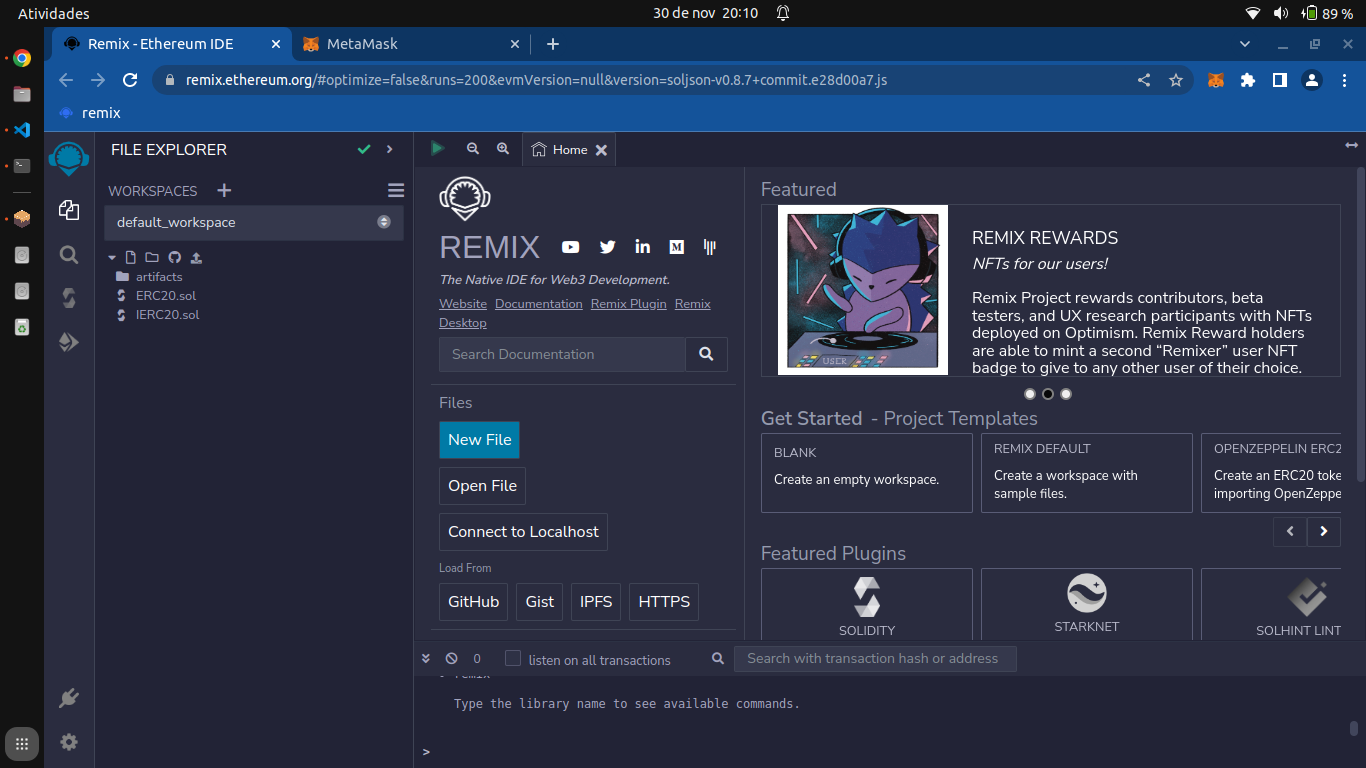 Atividades
30 de nov 20:10
89 %
Remix - Ethereum IDE
MetaMask
remix.ethereum.org/#optimize=false&runs=200&evmVersion=null&version=soljson-v0.8.7+commit.e28d00a7.js
remix
FILE EXPLORER
WORKSPACES
default_workspace
artifacts
ERC20.sol
IERC20.sol
Home
REMIX
The Native IDE for Web3 Development.
Website Documentation Remix Plugin Remix
Desktop
Search Documentation
Files
New File
Open File
Connect to Localhost
Load From
GitHub Gist IPFS HTTPS
Featured
USER
REMIX REWARDS
NFTs for our users!
Remix Project rewards contributors, beta
testers, and UX research participants with NFTs
deployed on Optimism. Remix Reward holders
are able to mint a second “Remixer” user NFT
badge to give to any other user of their choice.
Get Started - Project Templates
BLANK
Create an empty workspace.
REMIX DEFAULT
Create a workspace with
sample files.
OPENZEPPELIN ERC2
Create an ERC20 toke
importing OpenZeppe
Featured Plugins
SOLIDITY
STARKNET
SOLHINT LINT
0
listen on all transactions
Search with transaction hash or address
remix
Type the library name to see available commands.
>